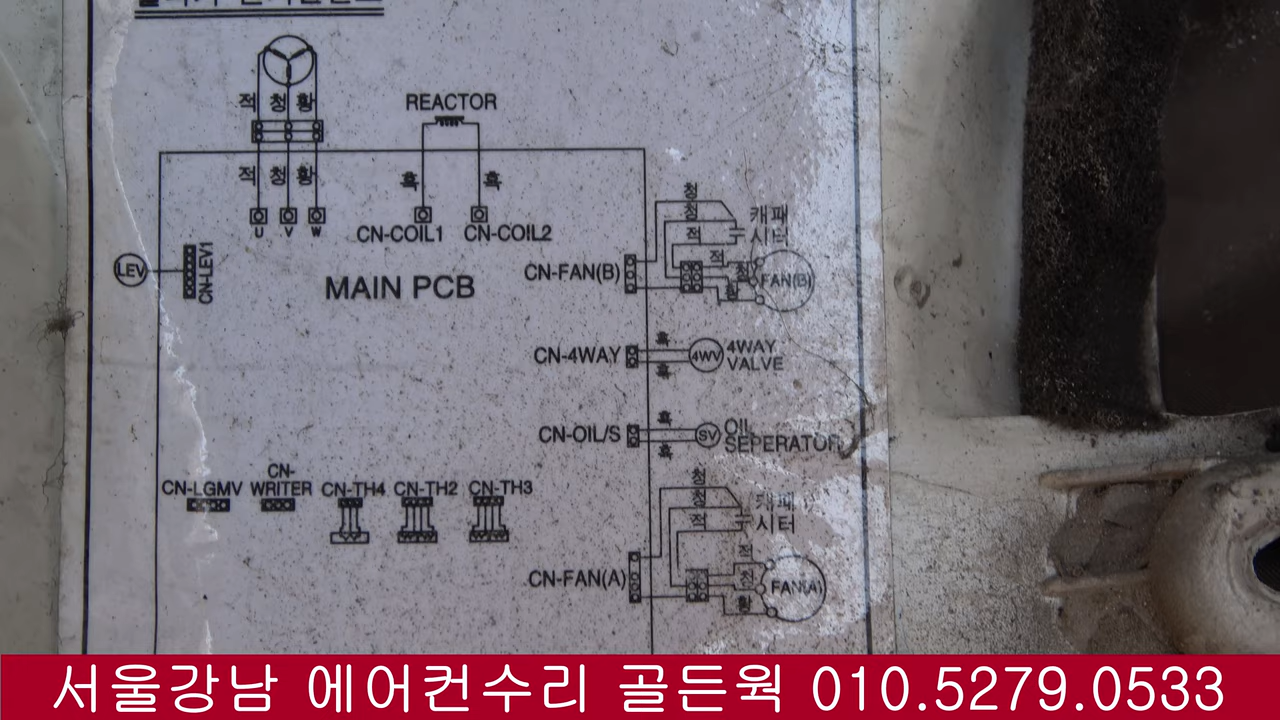 적 청 황
REACTOR
적 청 황
흑 흑
U V W
CN-COIL1 CN-COIL2
LEV
CN-LEV1
MAIN PCB
청
청
적
캐패
시터
CN-FAN(B)
적
청
황
FAN(B)
CN-4WAY
흑
흑
4WV
4WAY
VALVE
CN-OIL/S
흑
흑
SV
OIL
SEPERATOR
CN-LGMV
CN-
WRITER
CN-TH4
CN-TH2
CN-TH3
청
청
적
캐패
시터
CN-FAN(A)
적
청
황
FAN(A)
서울강남 에어컨수리 골든웍 010.5279.0533